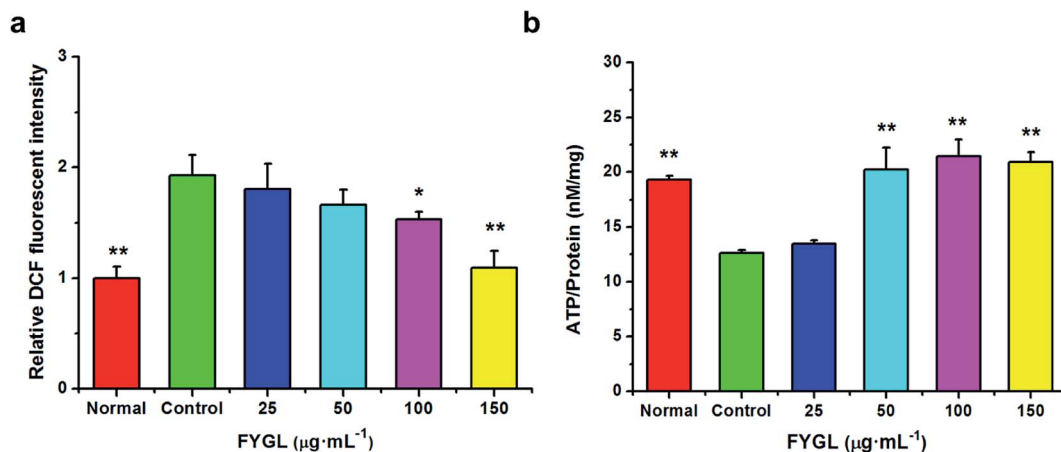 a
Relative DCF fluorescent intensity
3
2
1
0
**
*
**
Normal Control 25 50 100 150
FYGL (μg·mL⁻¹)
b
ATP/Protein (nM/mg)
30
25
20
15
10
5
0
**
**
**
**
Normal Control 25 50 100 150
FYGL (μg·mL⁻¹)